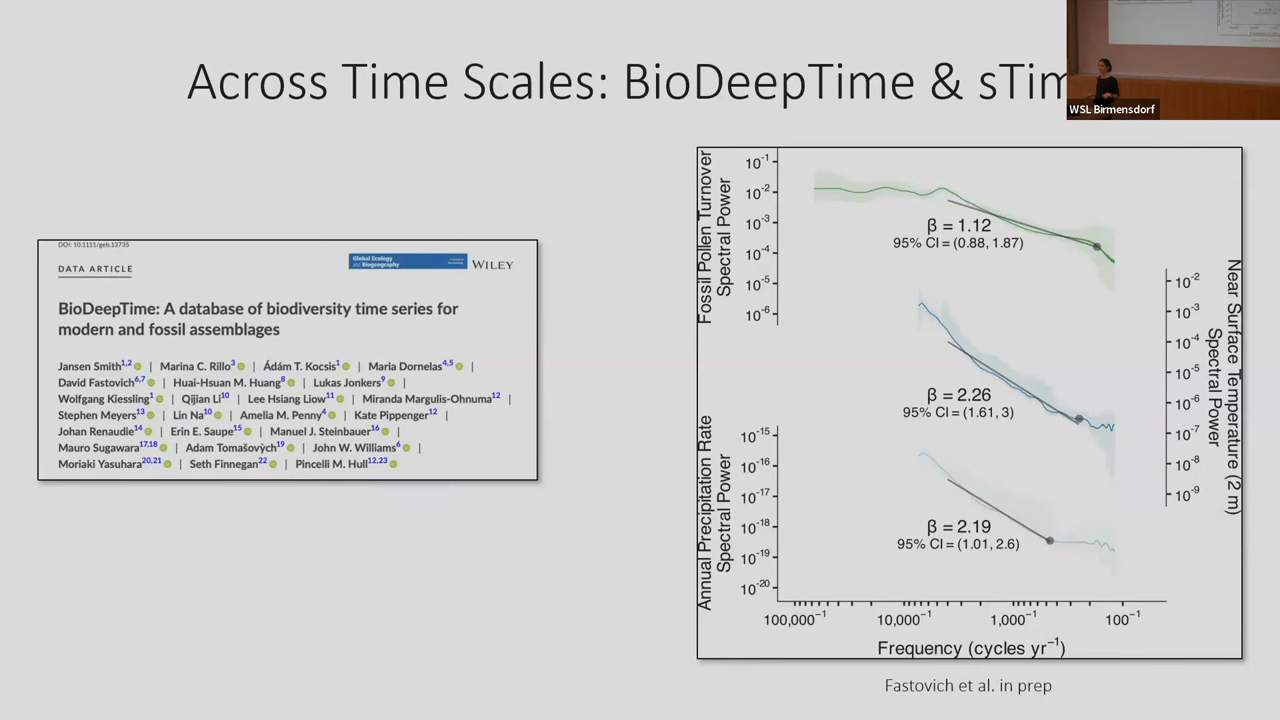 Across Time Scales: BioDeepTime & sTim
WSL Birmensdorf
DOI: 10.1111/geb.13735
DATA ARTICLE
Global Ecology
and Biogeography
WILEY
BioDeepTime: A database of biodiversity time series for
modern and fossil assemblages
Jansen Smith1,2 | Marina C. Rillo3 | Ádám T. Kocsis1 | Maria Dornelas4,5 |
David Fastovich6,7 | Huai-Hsuan M. Huang8 | Lukas Jonkers9 |
Wolfgang Kiessling1 | Qijian Li10 | Lee Hsiang Liow11 | Miranda Margulis-Ohnuma12 |
Stephen Meyers13 | Lin Na10 | Amelia M. Penny4 | Kate Pippenger12 |
Johan Renaudie14 | Erin E. Saupe15 | Manuel J. Steinbauer16 |
Mauro Sugawara17,18 | Adam Tomašových19 | John W. Williams6 |
Moriaki Yasuhara20,21 | Seth Finnegan22 | Pincelli M. Hull12,23
Fossil Pollen Turnover
Spectral Power
10−1
10−2
10−3
10−4
10−5
10−6
β = 1.12
95% CI = (0.88, 1.87)
Near Surface Temperature (2 m)
Spectral Power
10−2
10−3
10−4
10−5
10−6
10−7
10−8
10−9
β = 2.26
95% CI = (1.61, 3)
Annual Precipitation Rate
Spectral Power
10−15
10−16
10−17
10−18
10−19
10−20
β = 2.19
95% CI = (1.01, 2.6)
100,000−1 10,000−1 1,000−1 100−1
Frequency (cycles yr−1)
Fastovich et al. in prep